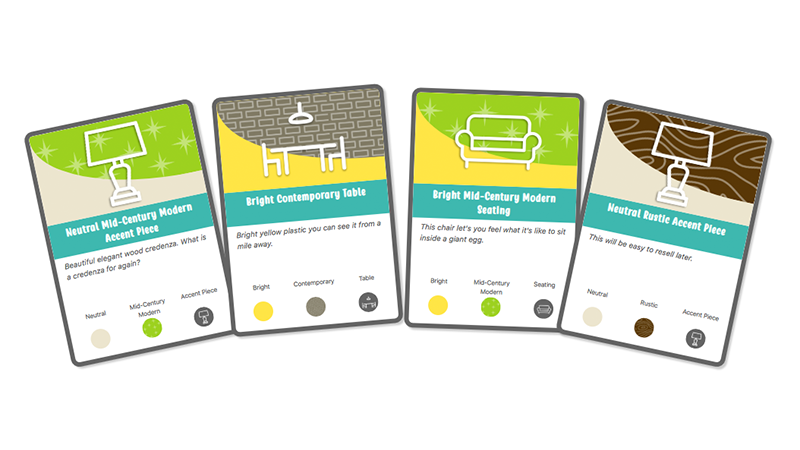 Neutral Mid-Century Modern
Accent Piece
Beautiful elegant wood credenza. What is
a credenza for again?
Neutral
Mid-Century
Modern
Accent Piece
Bright Contemporary Table
Bright yellow plastic you can see it from a
mile away.
Bright
Contemporary
Table
Bright Mid-Century Modern
Seating
This chair let's you feel what it's like to sit
inside a giant egg.
Bright
Mid-Century
Modern
Seating
Neutral Rustic Accent Piece
This will be easy to resell later.
Neutral
Rustic
Accent Piece